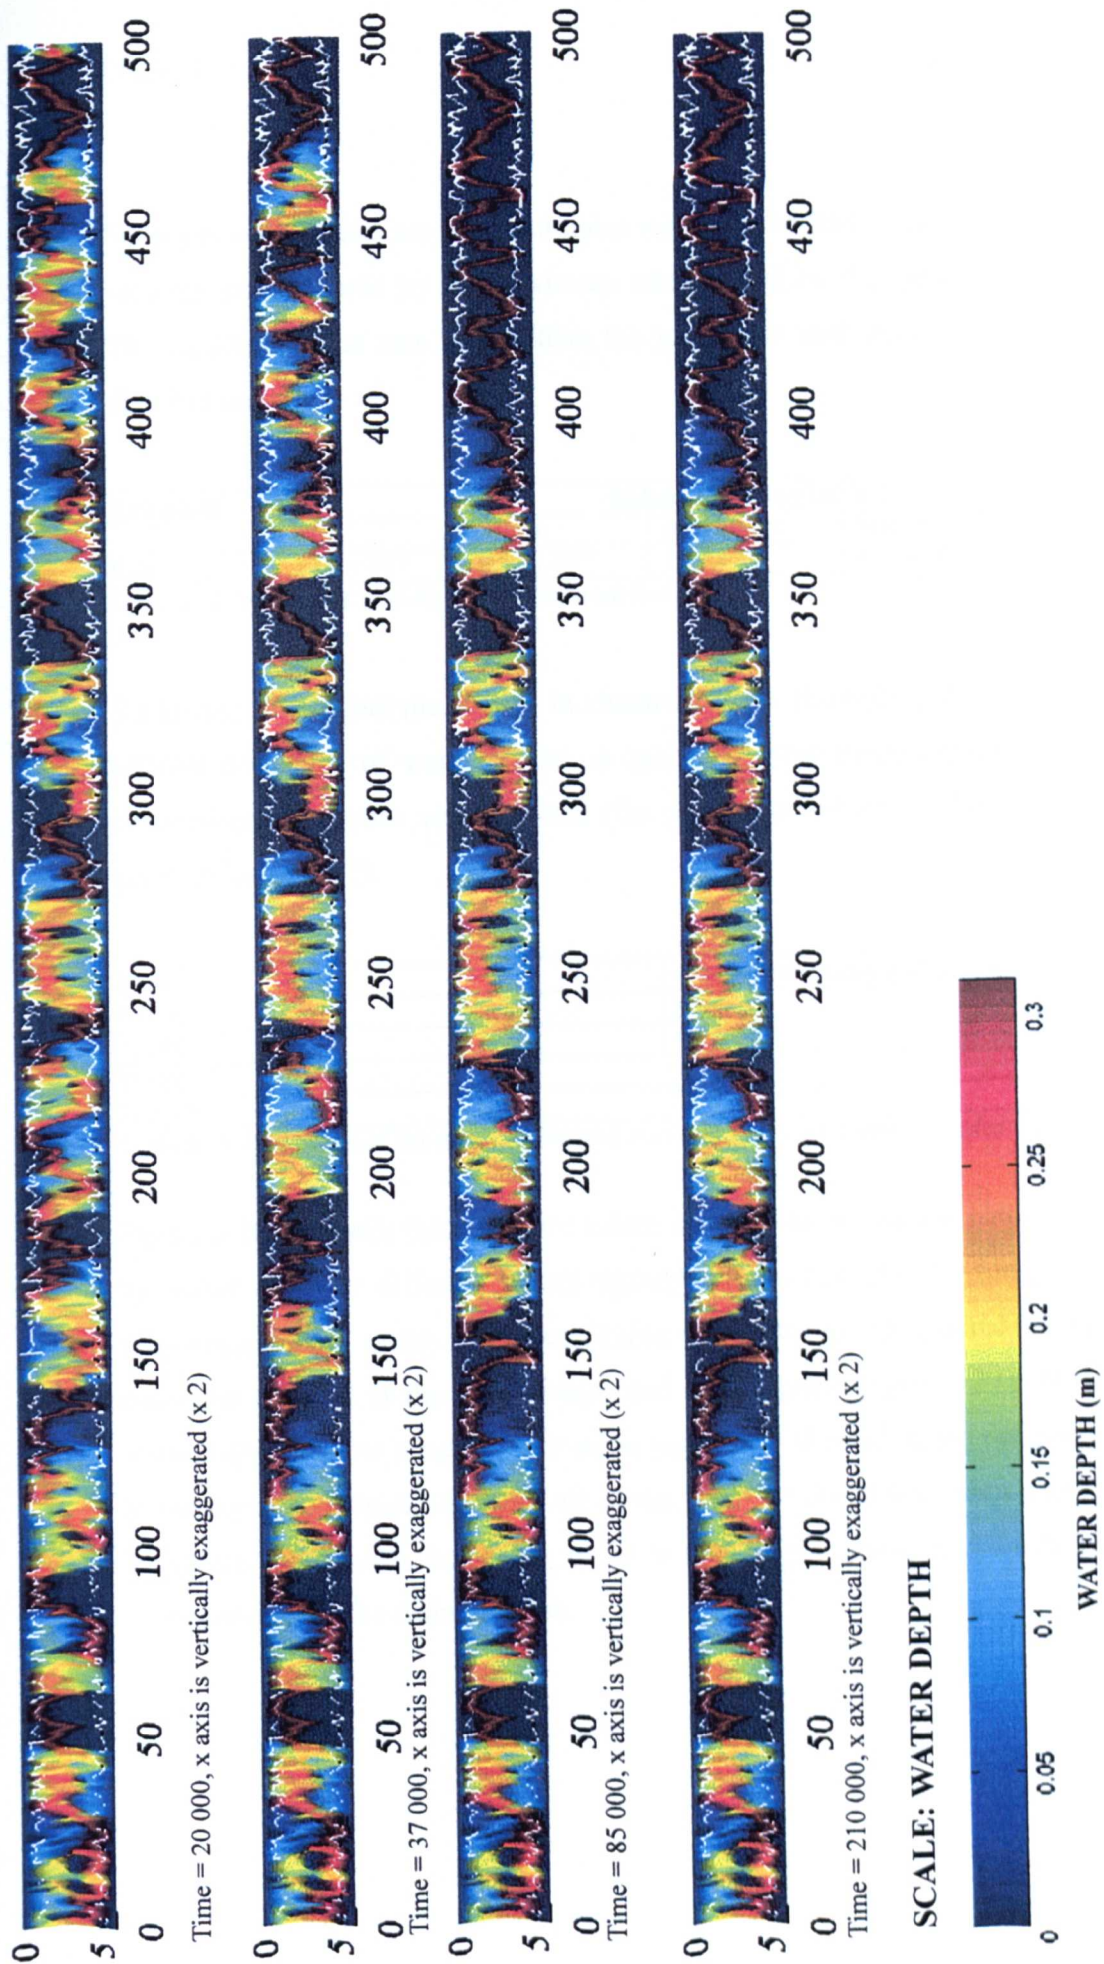 0
5
0 50 100 150 200 250 300 350 400 450 500
Time = 20 000, x axis is vertically exaggerated (x 2)
0
5
0 50 100 150 200 250 300 350 400 450 500
Time = 37 000, x axis is vertically exaggerated (x 2)
0
5
0 50 100 150 200 250 300 350 400 450 500
Time = 85 000, x axis is vertically exaggerated (x 2)
0
5
0 50 100 150 200 250 300 350 400 450 500
Time = 210 000, x axis is vertically exaggerated (x 2)
SCALE: WATER DEPTH
0 0.05 0.1 0.15 0.2 0.25 0.3
WATER DEPTH (m)